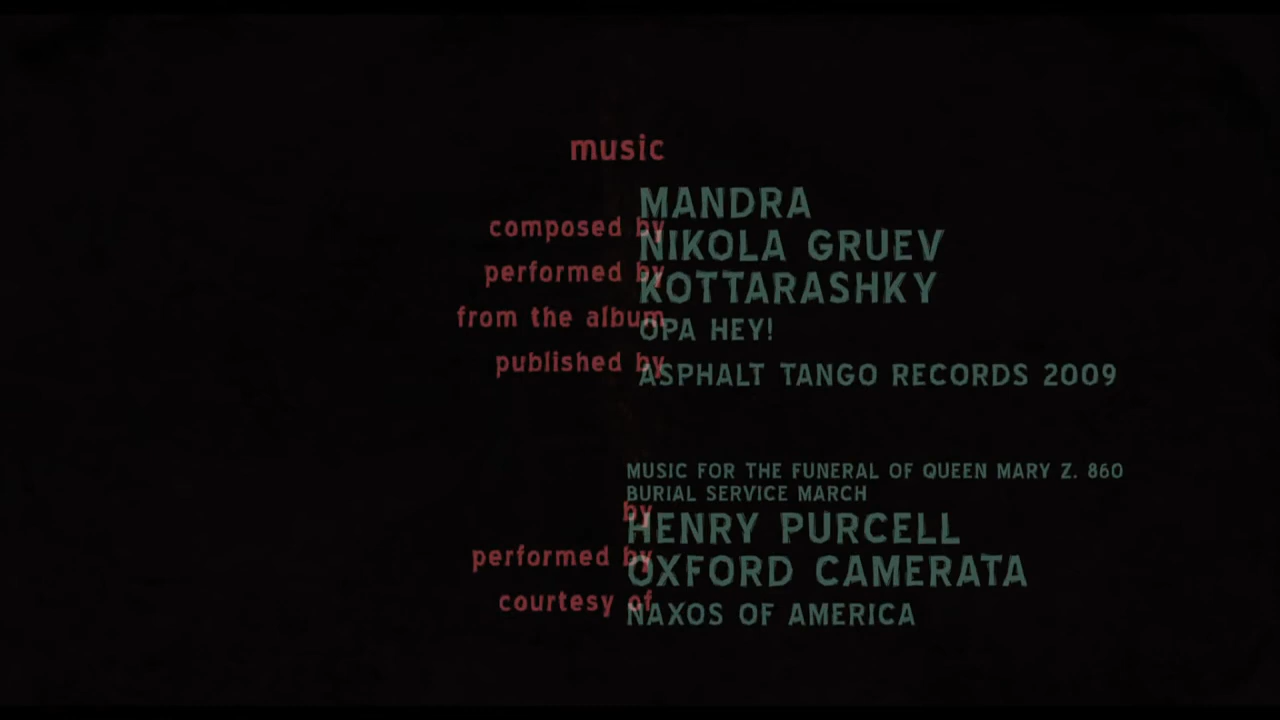 music
MANDRA
composed by
NIKOLA GRUEV
performed by
KOTTARASHKY
from the album
OPA HEY!
published by
ASPHALT TANGO RECORDS 2009
MUSIC FOR THE FUNERAL OF QUEEN MARY Z. 860
BURIAL SERVICE MARCH
by
HENRY PURCELL
performed by
OXFORD CAMERATA
courtesy of
NAXOS OF AMERICA